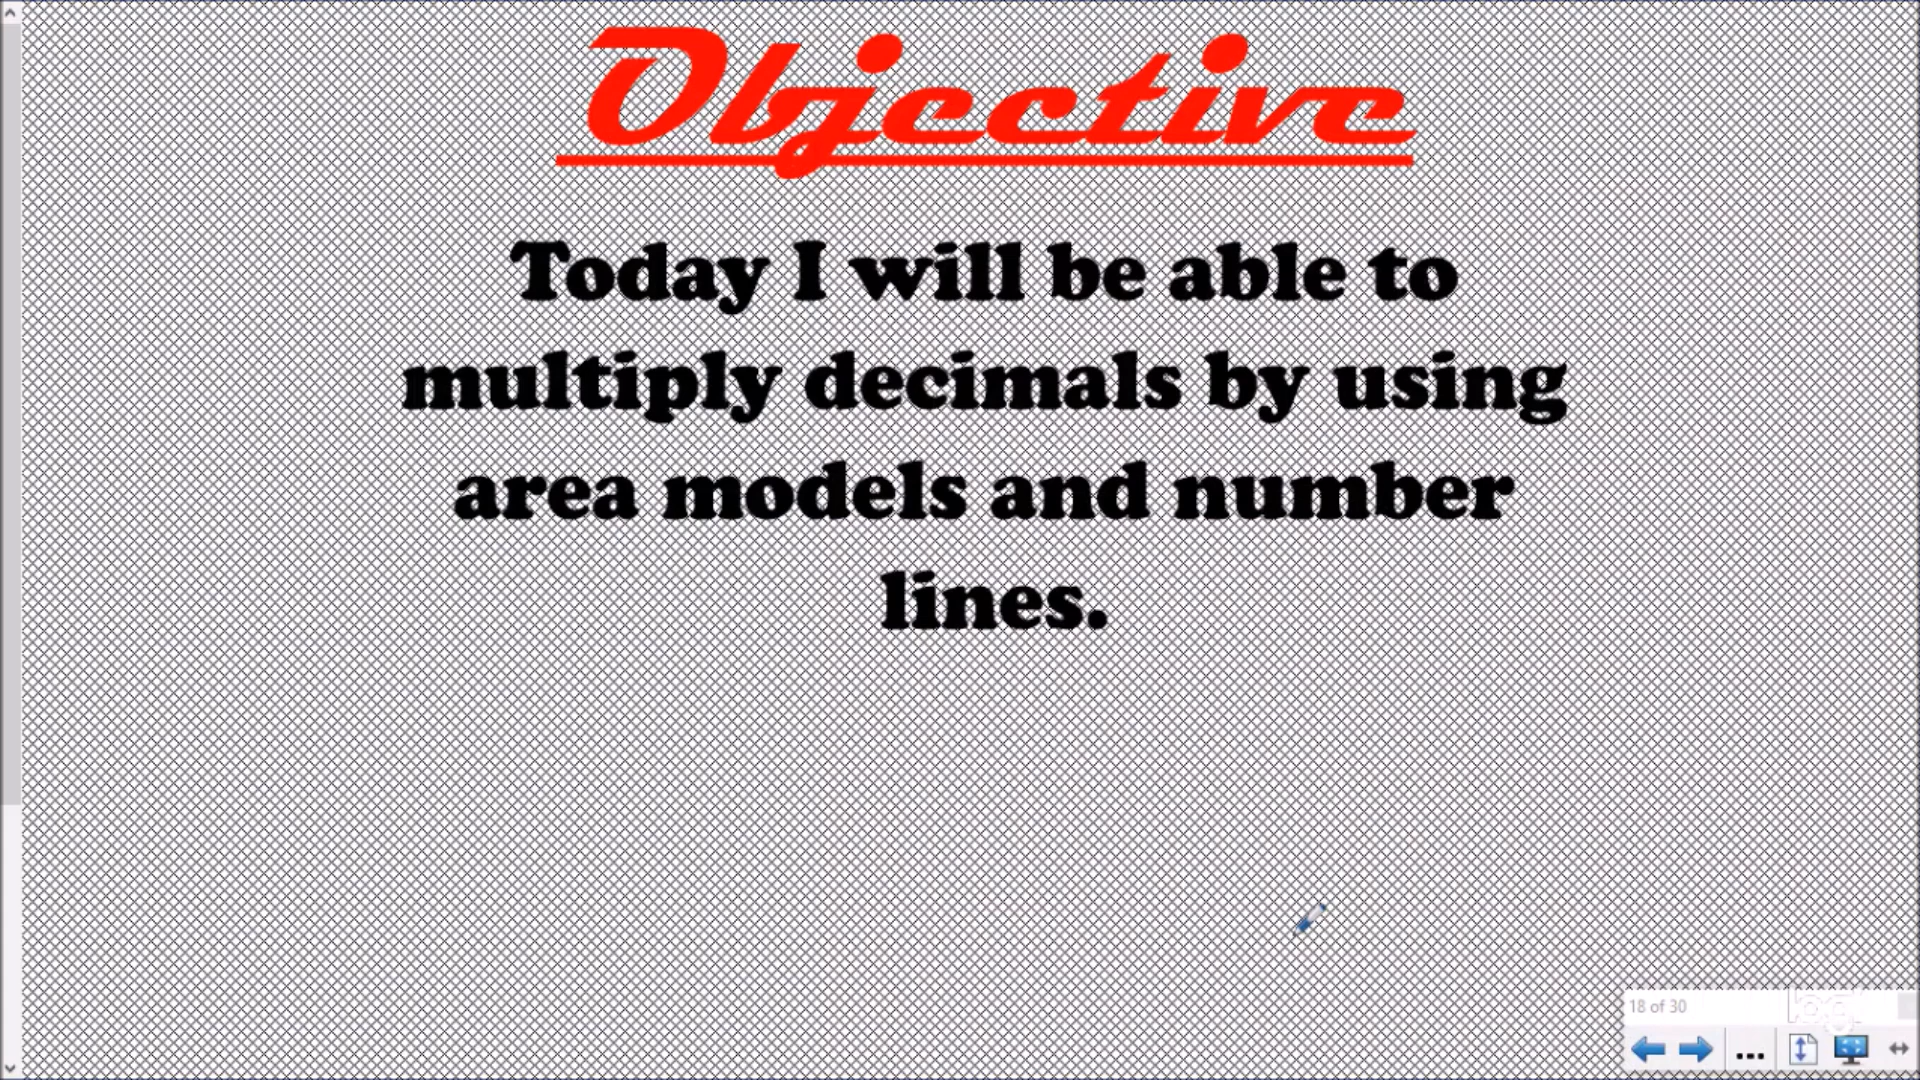 Objective
Today I will be able to
multiply decimals by using
area models and number
lines.
18 of 30